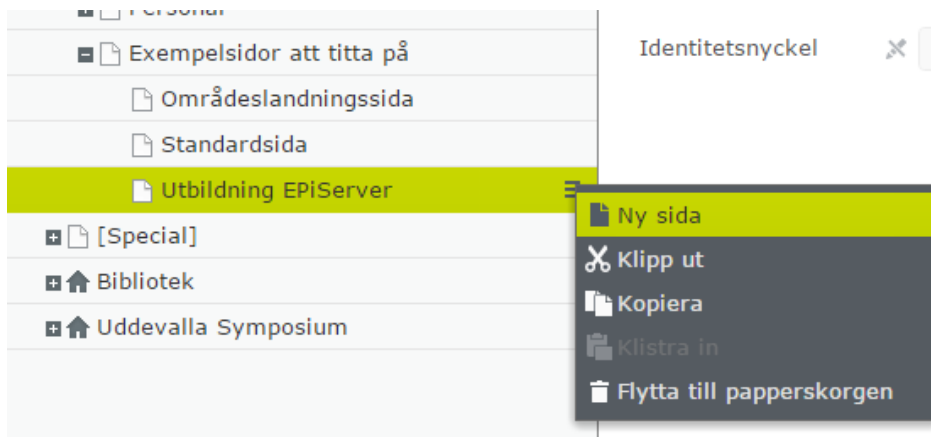 Personal
Exempelsidor att titta på
Områdeslandningssida
Standardsida
Utbildning EPiServer
[Special]
Bibliotek
Uddevalla Symposium
Identitetsnyckel
Ny sida
Klipp ut
Kopiera
Klistra in
Flytta till papperskorgen